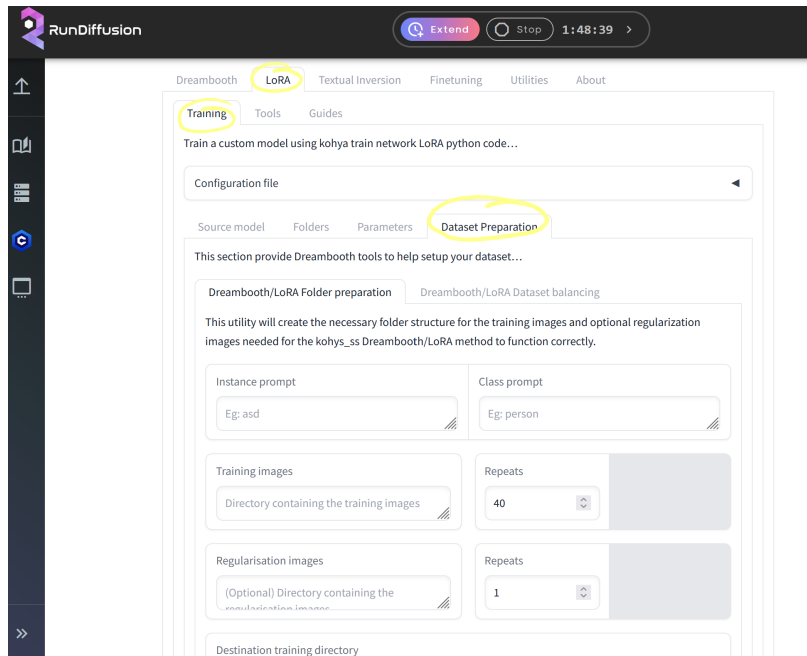 RunDiffusion
Extend
Stop
1:48:39
Dreambooth LoRA Textual Inversion Finetuning Utilities About
Training Tools Guides
Train a custom model using kohya train network LoRA python code...
Configuration file
Source model Folders Parameters Dataset Preparation
This section provide Dreambooth tools to help setup your dataset...
Dreambooth/LoRA Folder preparation Dreambooth/LoRA Dataset balancing
This utility will create the necessary folder structure for the training images and optional regularization
images needed for the kohys_ss Dreambooth/LoRA method to function correctly.
Instance prompt Class prompt
Eg: asd Eg: person
Training images Repeats
Directory containing the training images 40
Regularisation images Repeats
(Optional) Directory containing the 1
regularisation images
Destination training directory